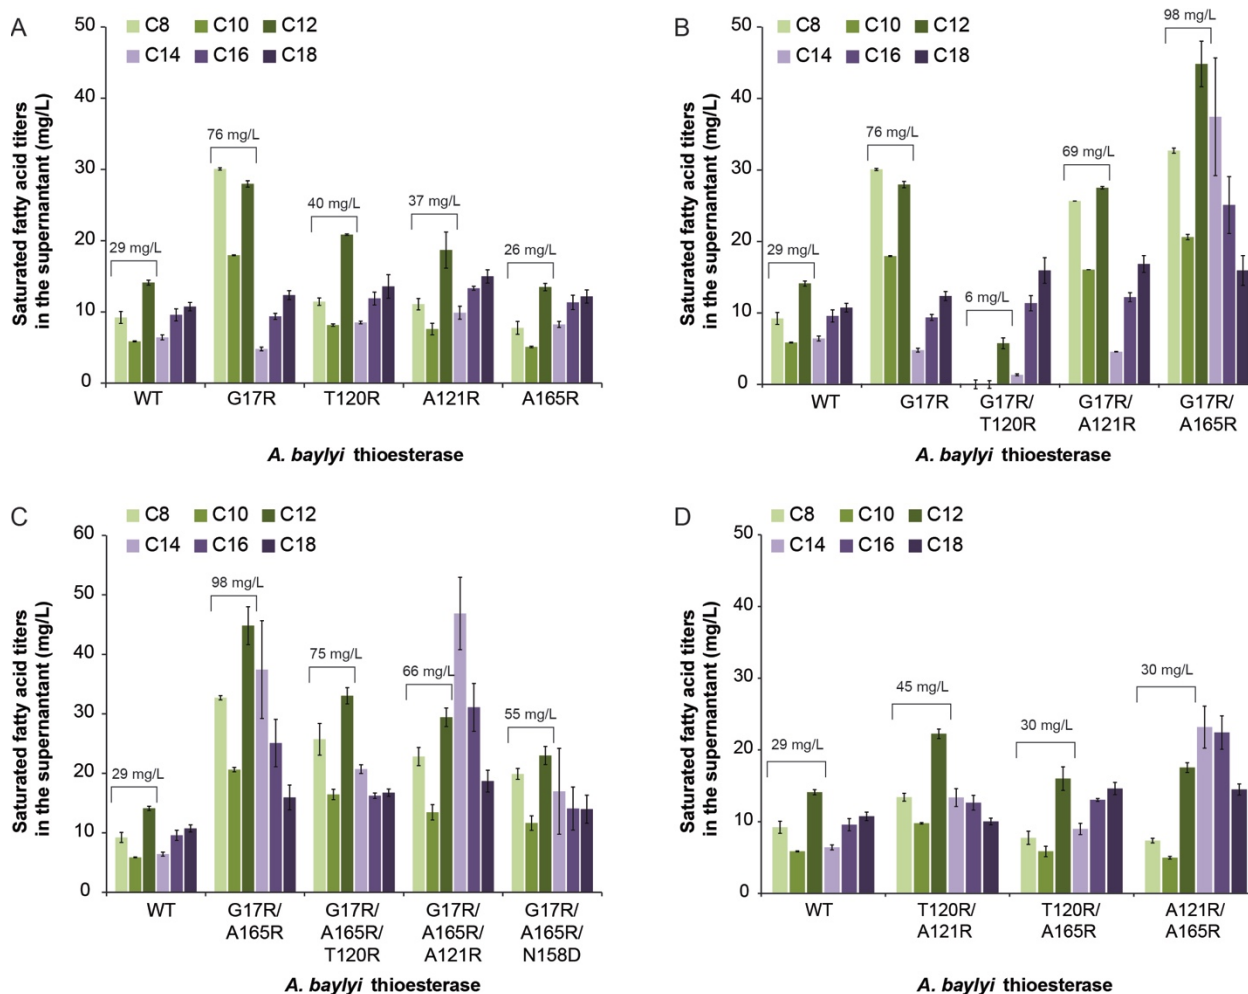 A
C8 C10 C12
C14 C16 C18
Saturated fatty acid titers
in the supernantant (mg/L)
50
40
30
20
10
0
29 mg/L
76 mg/L
40 mg/L
37 mg/L
26 mg/L
WT G17R T120R A121R A165R
A. baylyi thioesterase
B
C8 C10 C12
C14 C16 C18
Saturated fatty acid titers
in the supernantant (mg/L)
50
40
30
20
10
0
29 mg/L
76 mg/L
6 mg/L
69 mg/L
98 mg/L
WT G17R G17R/ G17R/ G17R/
T120R A121R A165R
A. baylyi thioesterase
C
C8 C10 C12
C14 C16 C18
Saturated fatty acid titers
in the supernantant (mg/L)
60
50
40
30
20
10
0
29 mg/L
98 mg/L
75 mg/L
66 mg/L
55 mg/L
WT G17R/ G17R/ G17R/ G17R/
A165R A165R/ A165R/ A165R/
T120R A121R N158D
A. baylyi thioesterase
D
C8 C10 C12
C14 C16 C18
Saturated fatty acid titers
in the supernantant (mg/L)
50
40
30
20
10
0
29 mg/L
45 mg/L
30 mg/L
30 mg/L
WT T120R/ T120R/ A121R/
A121R A165R A165R
A. baylyi thioesterase